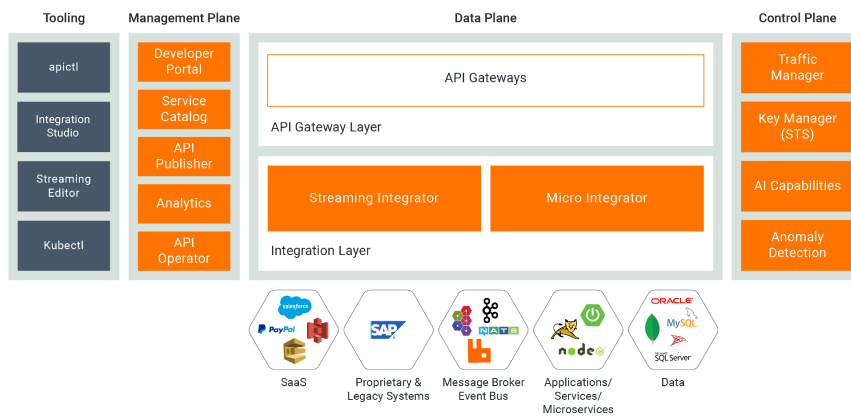 Tooling
Management Plane
Data Plane
Control Plane
apictl
Integration
Studio
Streaming
Editor
Kubectl
Developer
Portal
Service
Catalog
API
Publisher
Analytics
API
Operator
API Gateways
API Gateway Layer
Streaming Integrator
Micro Integrator
Integration Layer
Traffic
Manager
Key Manager
(STS)
AI Capabilities
Anomaly
Detection
salesforce
PayPal
SAP
NATS
node
ORACLE
MySQL
SQL Server
SaaS
Proprietary &
Legacy Systems
Message Broker
Event Bus
Applications/
Services/
Microservices
Data